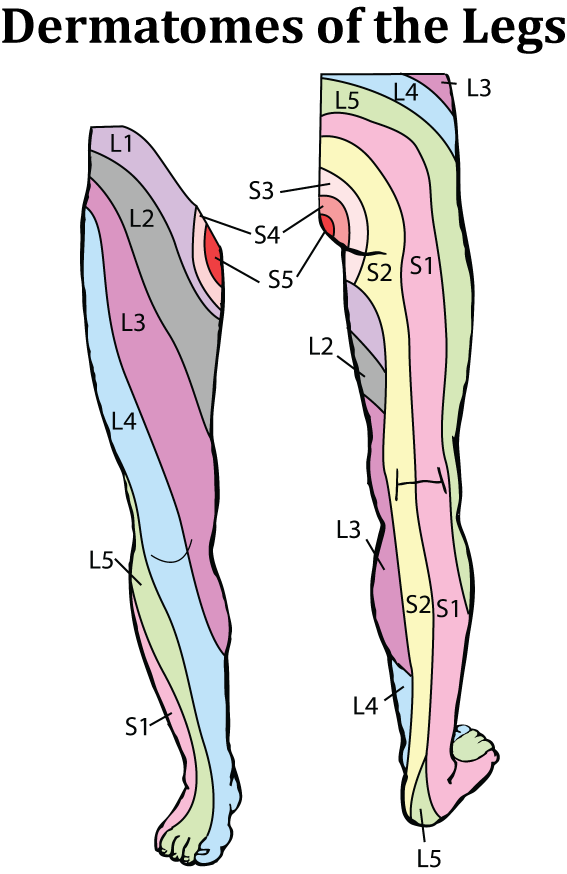 Dermatomes of the Legs
L3
L4
L5
L1
S3
L2
S4
S2
S1
S5
L3
L2
L4
L3
L5
S2
S1
L4
S1
L5